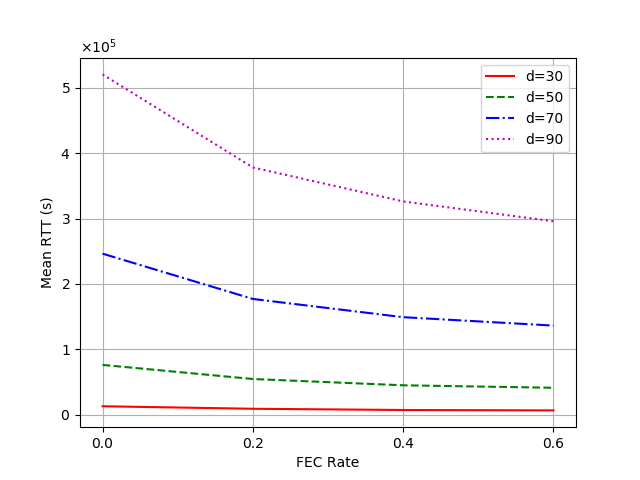 ×10⁵
5
4
3
2
1
0
Mean RTT (s)
d=30
d=50
d=70
d=90
0.0 0.2 0.4 0.6
FEC Rate